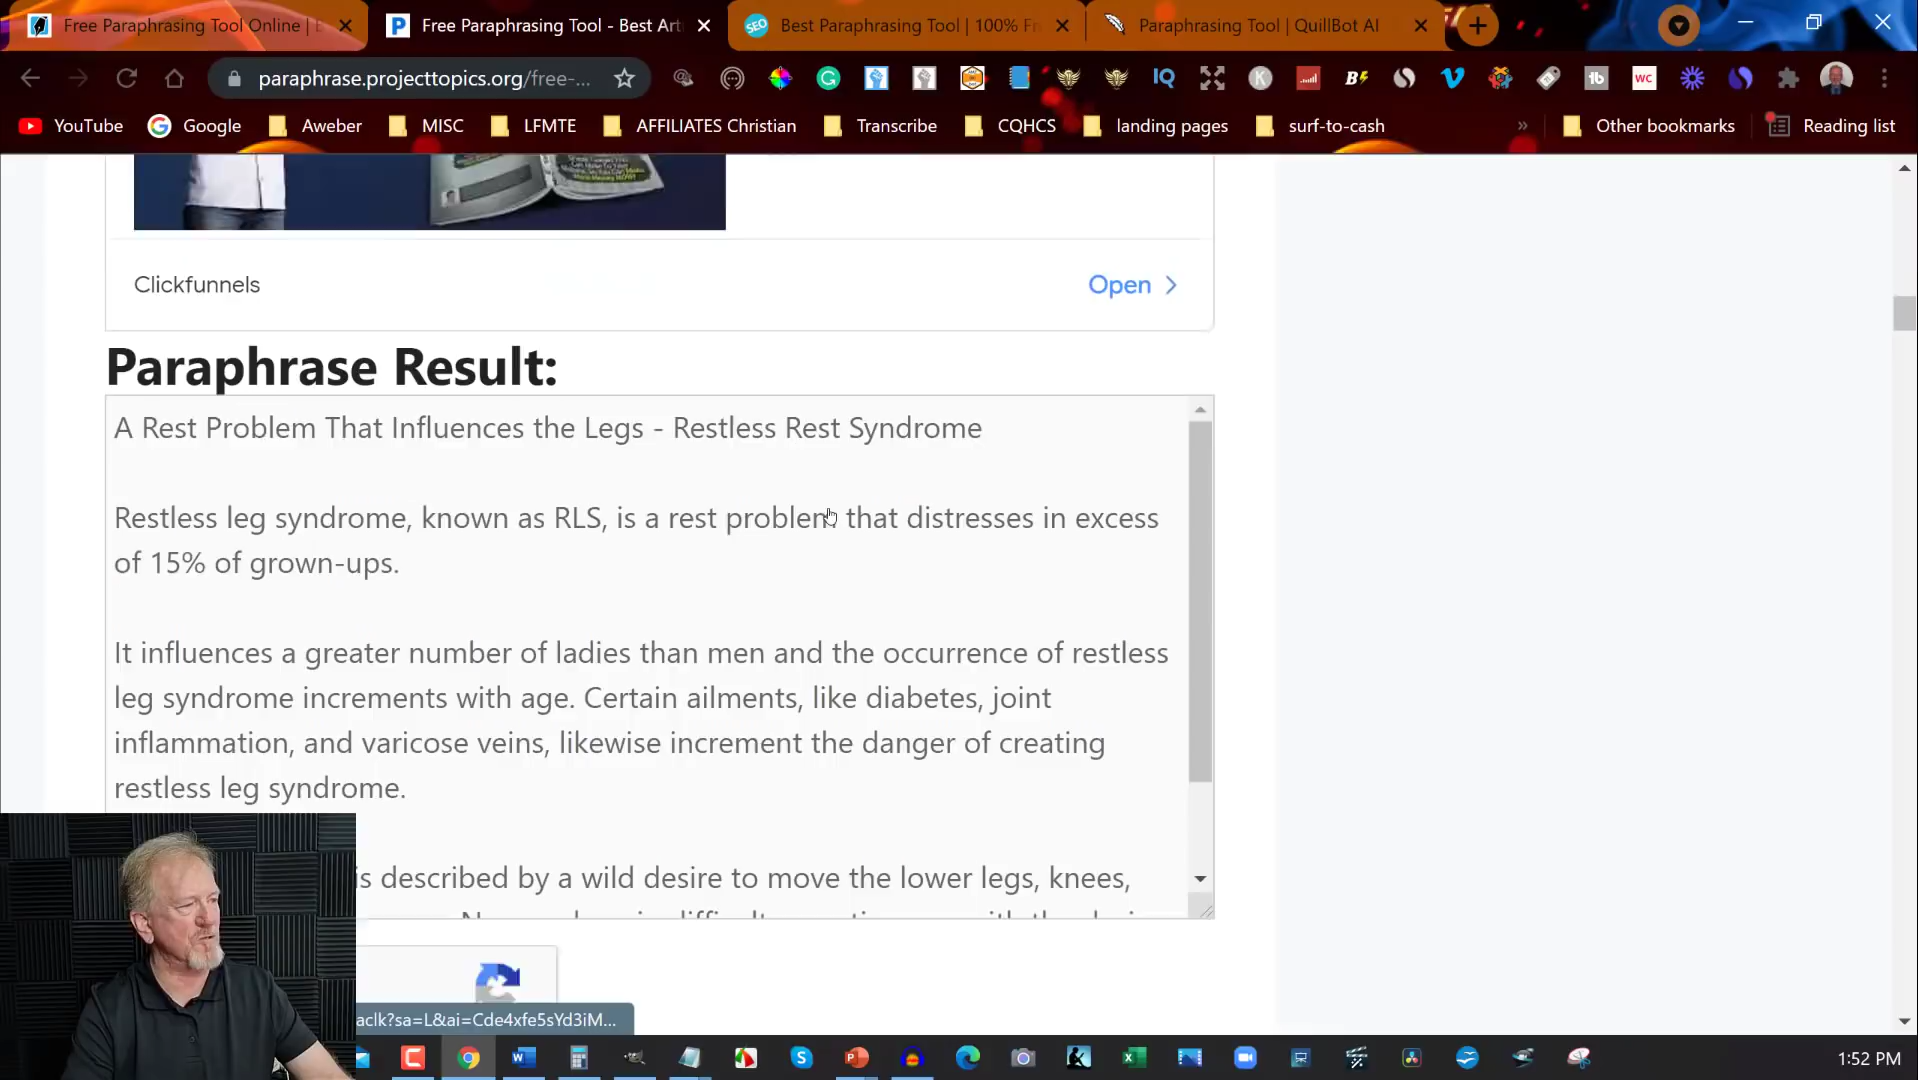 Free Paraphrasing Tool Online |
Free Paraphrasing Tool - Best Art
Best Paraphrasing Tool | 100% Fr
Paraphrasing Tool | QuillBot AI
paraphrase.projecttopics.org/free-...
YouTube
Google
Aweber
MISC
LFMTE
AFFILIATES Christian
Transcribe
CQHCS
landing pages
surf-to-cash
»
Other bookmarks
Reading list
Clickfunnels
Open
Paraphrase Result:
A Rest Problem That Influences the Legs - Restless Rest Syndrome
Restless leg syndrome, known as RLS, is a rest problem that distresses in excess
of 15% of grown-ups.
It influences a greater number of ladies than men and the occurrence of restless
leg syndrome increments with age. Certain ailments, like diabetes, joint
inflammation, and varicose veins, likewise increment the danger of creating
restless leg syndrome.
is described by a wild desire to move the lower legs, knees,
aclk?sa=L&ai=Cde4xfe5sYd3iM...
1:52 PM